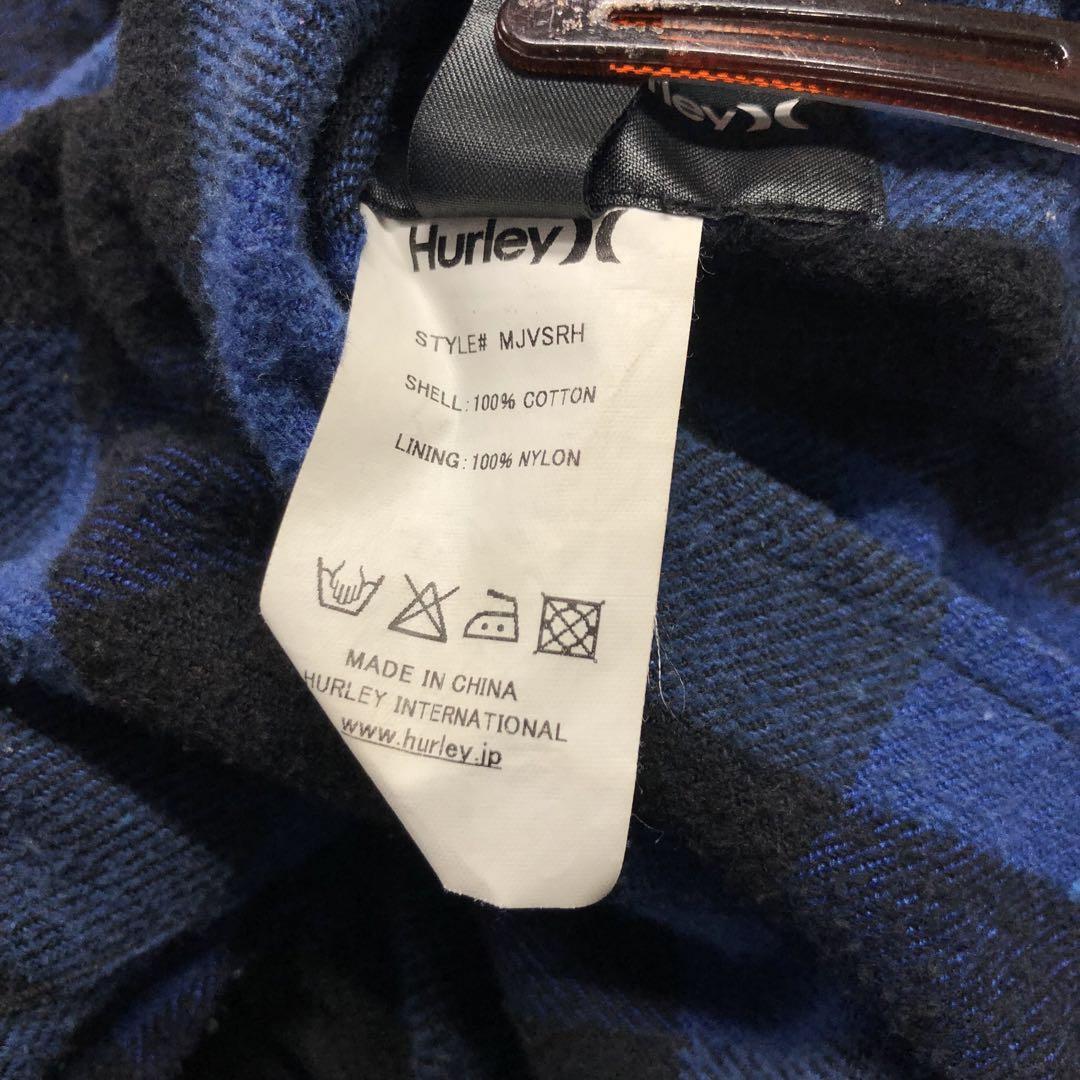 Hurley
STYLE# MJVSRH
SHELL: 100% COTTON
LINING: 100% NYLON
MADE IN CHINA
HURLEY INTERNATIONAL
www.hurley.jp